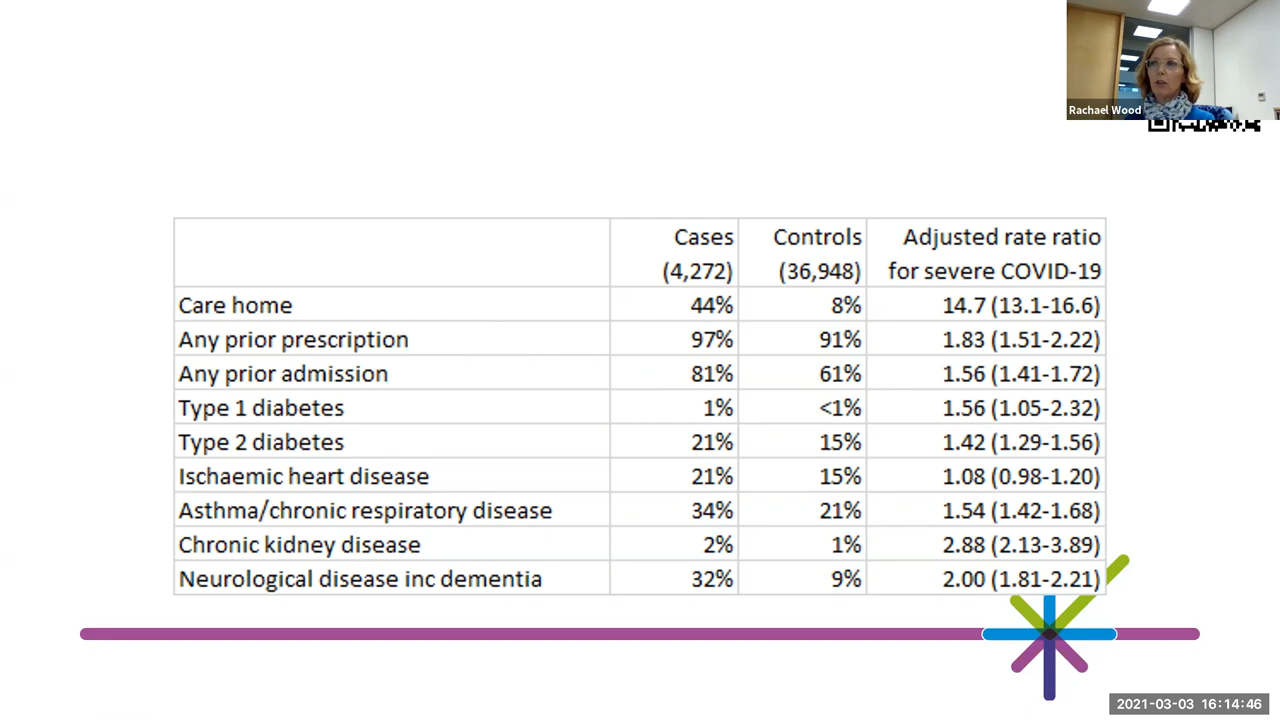 Rachael Wood
Cases Controls Adjusted rate ratio
(4,272) (36,948) for severe COVID-19
Care home 44% 8% 14.7 (13.1-16.6)
Any prior prescription 97% 91% 1.83 (1.51-2.22)
Any prior admission 81% 61% 1.56 (1.41-1.72)
Type 1 diabetes 1% <1% 1.56 (1.05-2.32)
Type 2 diabetes 21% 15% 1.42 (1.29-1.56)
Ischaemic heart disease 21% 15% 1.08 (0.98-1.20)
Asthma/chronic respiratory disease 34% 21% 1.54 (1.42-1.68)
Chronic kidney disease 2% 1% 2.88 (2.13-3.89)
Neurological disease inc dementia 32% 9% 2.00 (1.81-2.21)
2021-03-03 16:14:46